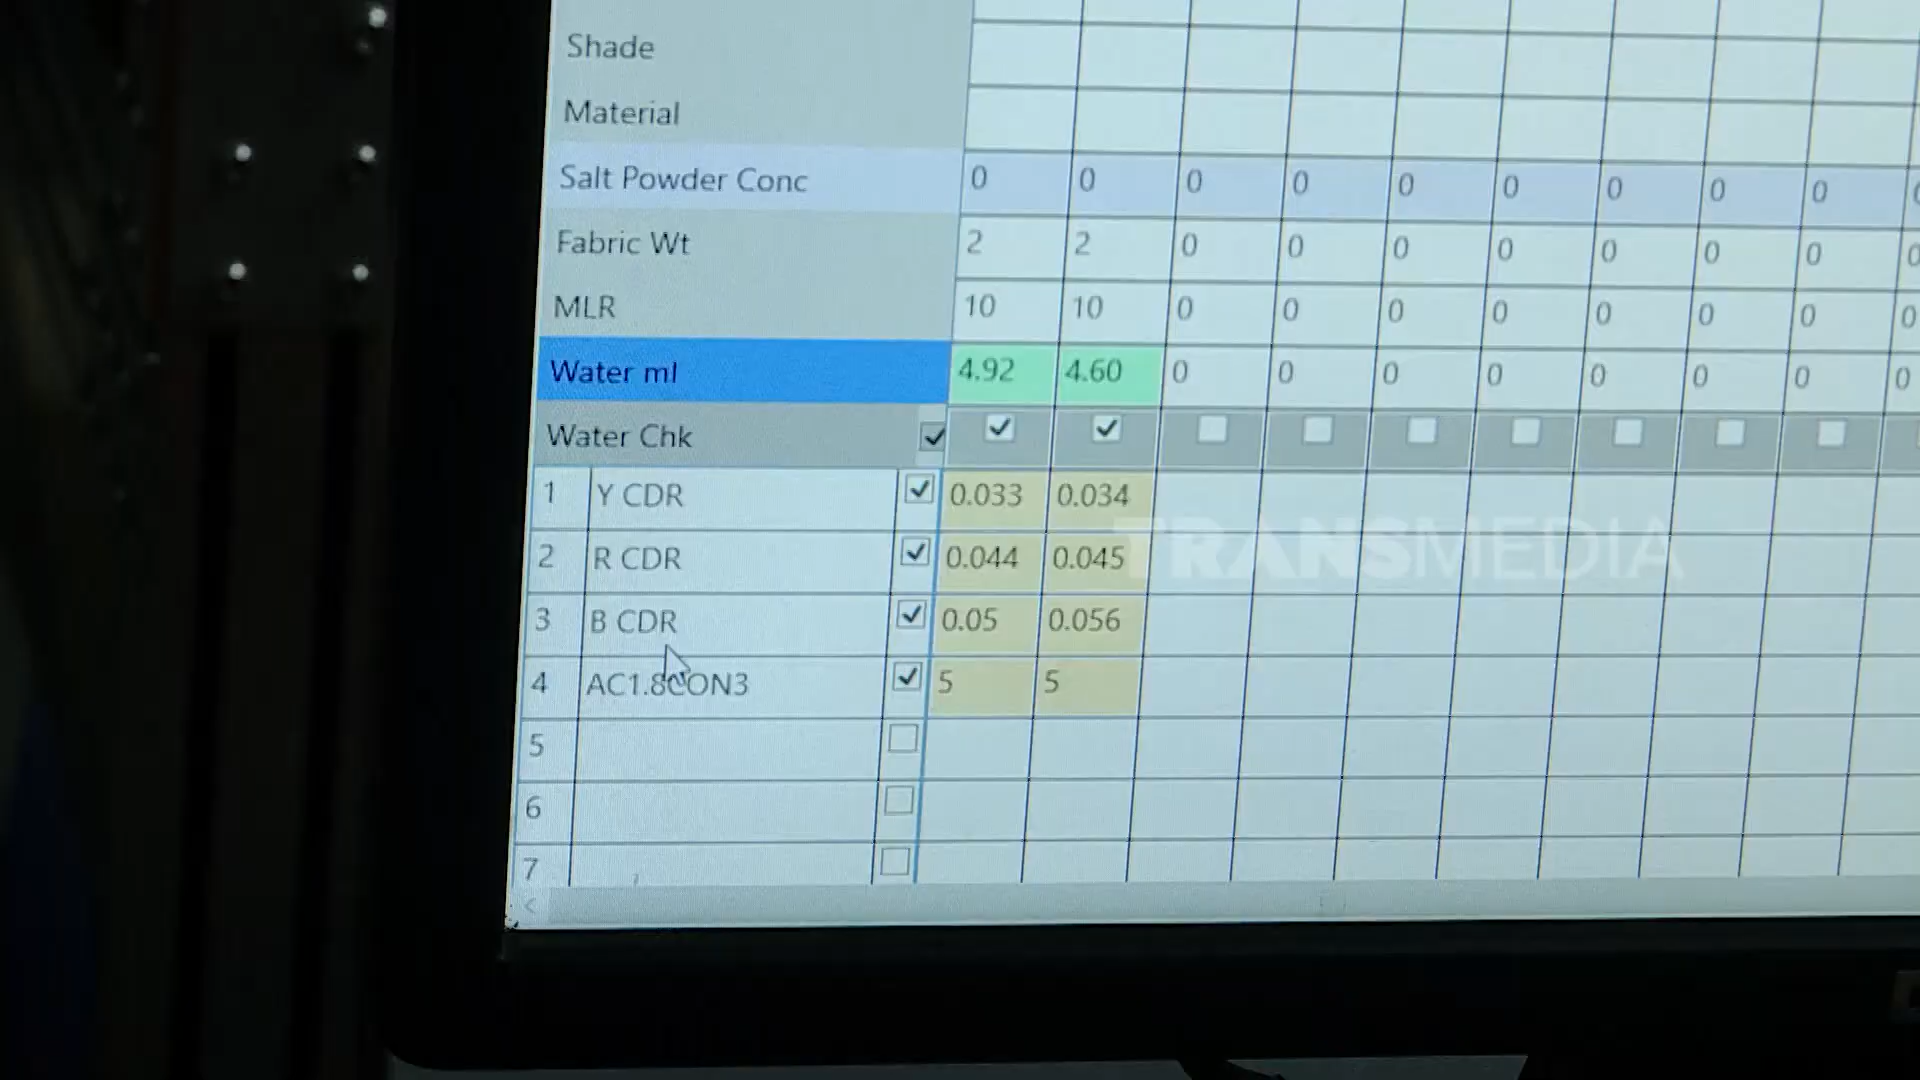 Shade
Material
Salt Powder Conc 0 0 0 0 0 0 0 0 0
Fabric Wt 2 2 0 0 0 0 0 0 0 0
MLR 10 10 0 0 0 0 0 0 0 0
Water ml 4.92 4.60 0 0 0 0 0 0 0 0
Water Chk
1 Y CDR 0.033 0.034
TRANSMEDIA
2 R CDR 0.044 0.045
3 B CDR 0.05 0.056
4 AC1.8CON3 5 5
5
6
7